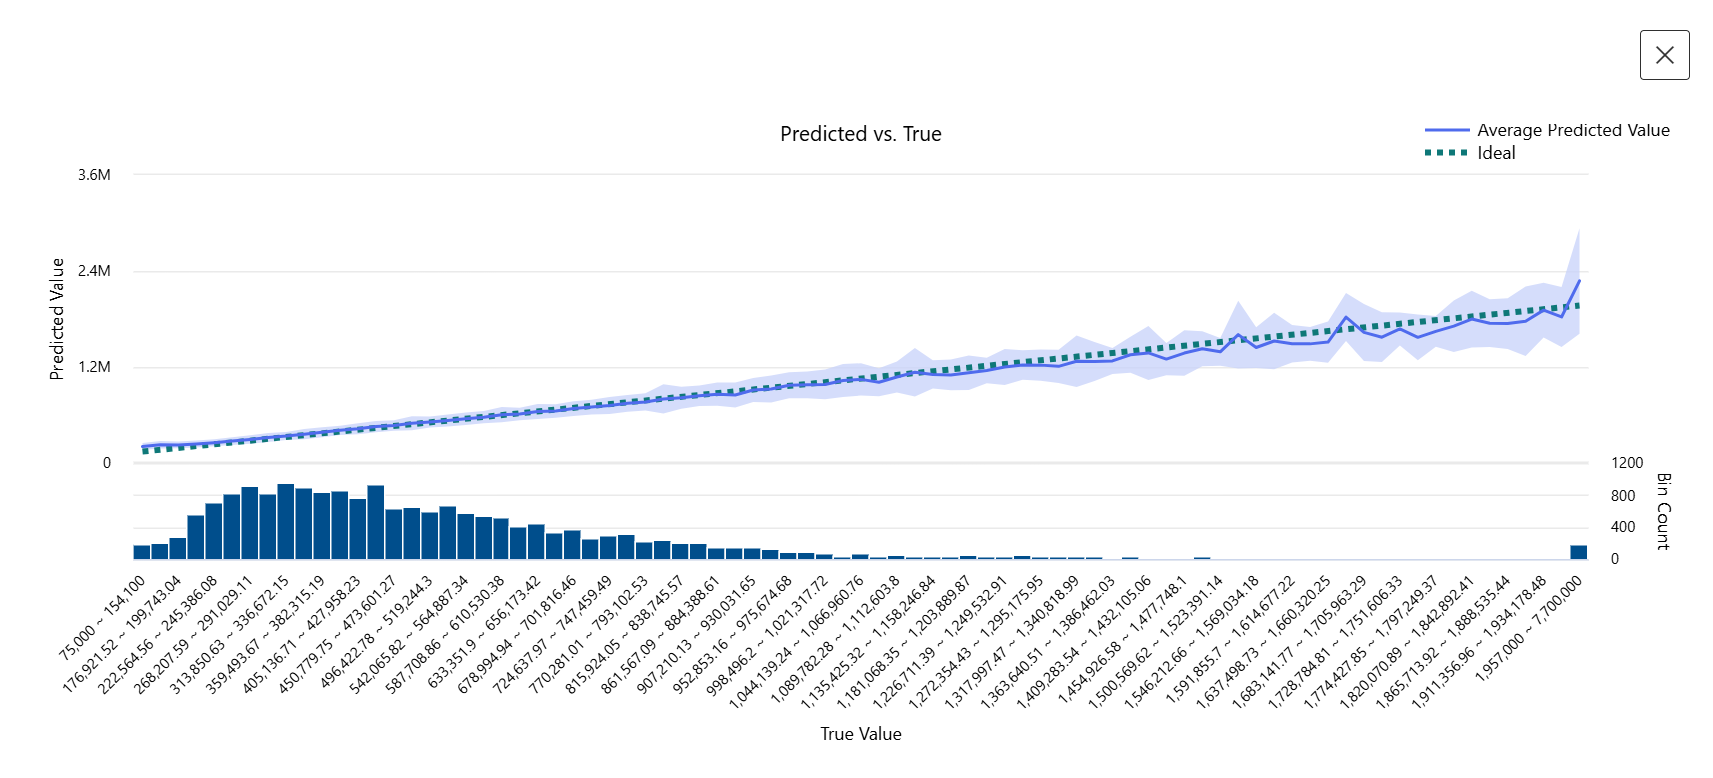 Predicted vs. True
Average Predicted Value
Ideal
3.6M
2.4M
1.2M
0
Predicted Value
1200
800
400
0
Bin Count
75,000 ~ 154,100
176,921.52 ~ 199,743.04
222,564.56 ~ 245,386.08
268,207.59 ~ 291,029.11
313,850.63 ~ 336,672.15
359,493.67 ~ 382,315.19
405,136.71 ~ 427,958.23
450,779.75 ~ 473,601.27
496,422.78 ~ 519,244.3
542,065.82 ~ 564,887.34
587,708.86 ~ 610,530.38
633,351.9 ~ 656,173.42
678,994.94 ~ 701,816.46
724,637.97 ~ 747,459.49
770,281.01 ~ 793,102.53
815,924.05 ~ 838,745.57
861,567.09 ~ 884,388.61
907,210.13 ~ 930,031.65
952,853.16 ~ 975,674.68
998,496.2 ~ 1,021,317.72
1,044,139.24 ~ 1,066,960.76
1,089,782.28 ~ 1,112,603.8
1,135,425.32 ~ 1,158,246.84
1,181,068.35 ~ 1,203,889.87
1,226,711.39 ~ 1,249,532.91
1,272,354.43 ~ 1,295,175.95
1,317,997.47 ~ 1,340,818.99
1,363,640.51 ~ 1,386,462.03
1,409,283.54 ~ 1,432,105.06
1,454,926.58 ~ 1,477,748.1
1,500,569.62 ~ 1,523,391.14
1,546,212.66 ~ 1,569,034.18
1,591,855.7 ~ 1,614,677.22
1,637,498.73 ~ 1,660,320.25
1,683,141.77 ~ 1,705,963.29
1,728,784.81 ~ 1,751,606.33
1,774,427.85 ~ 1,797,249.37
1,820,070.89 ~ 1,842,892.41
1,865,713.92 ~ 1,888,535.44
1,911,356.96 ~ 1,934,178.48
1,957,000 ~ 7,700,000
True Value